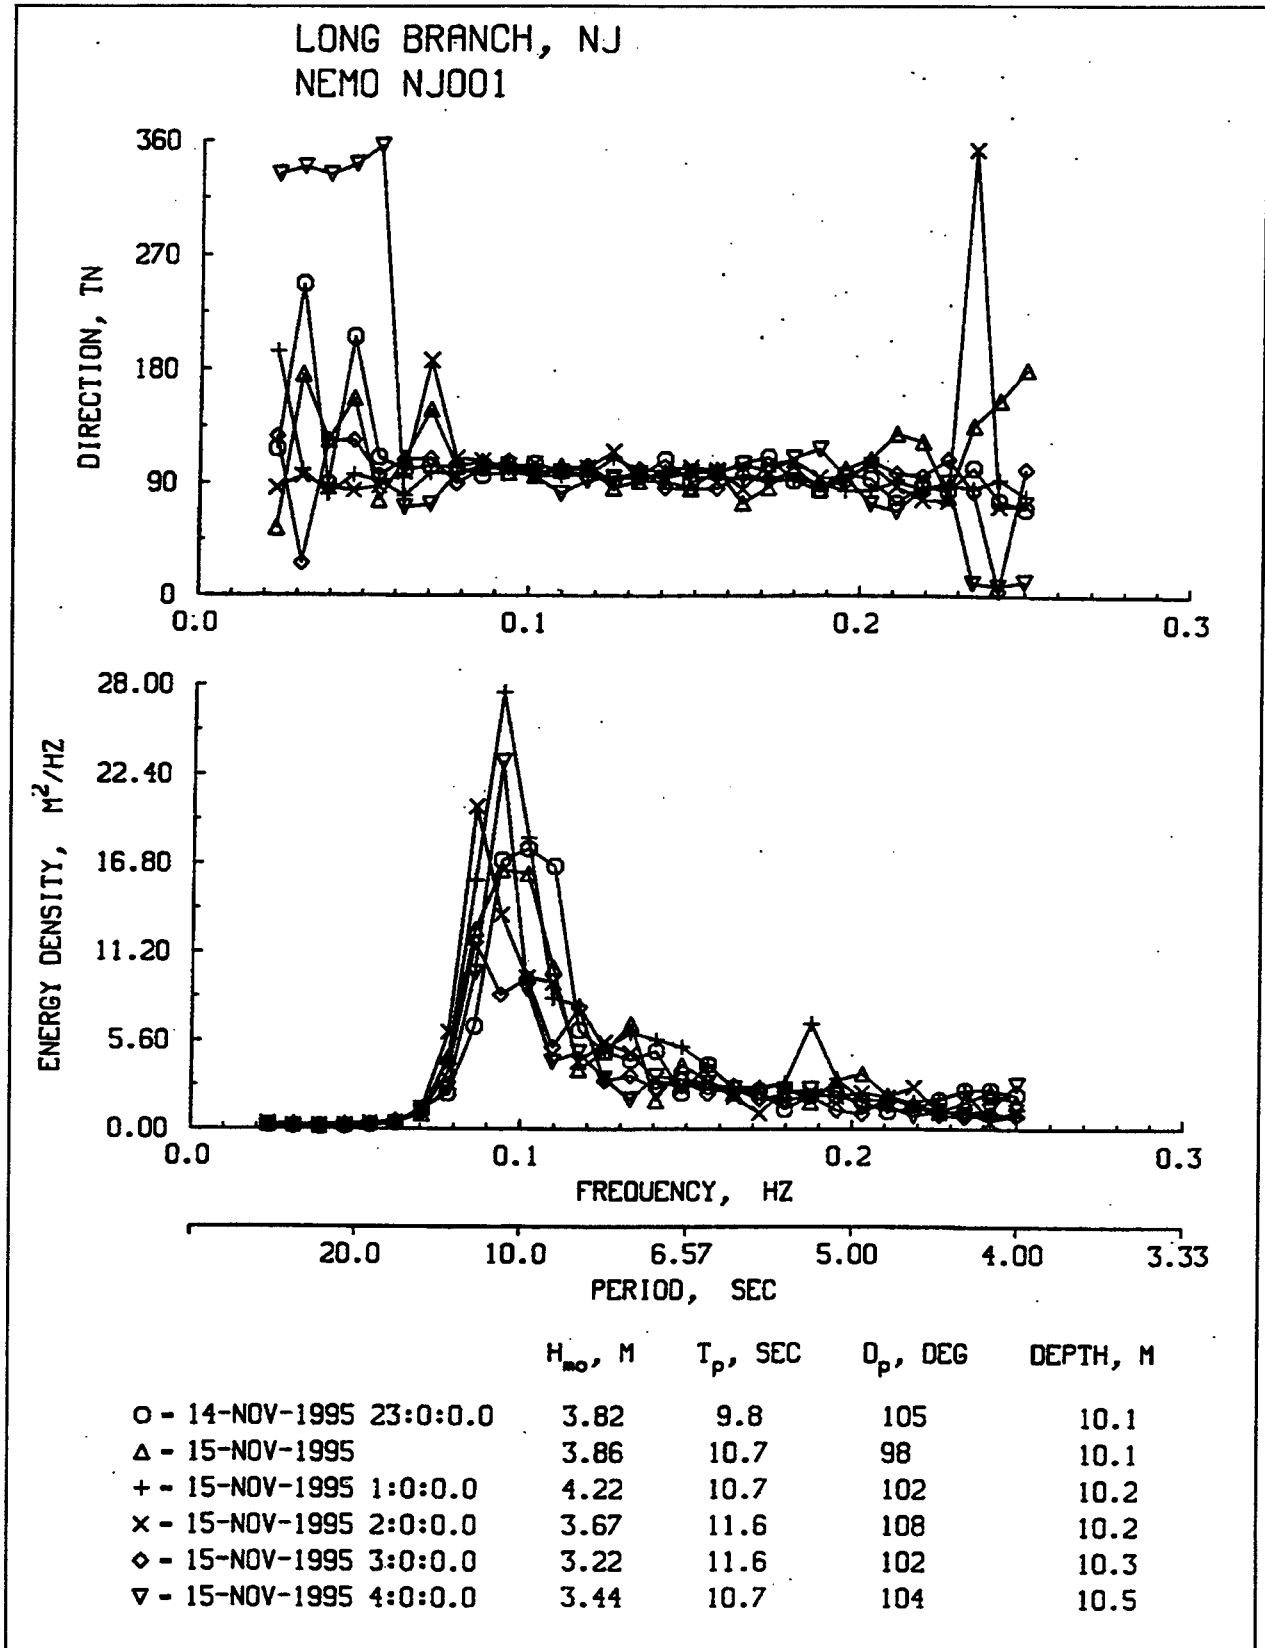 LONG BRANCH, NJ
NEMO NJ001
360
270
180
90
0
DIRECTION, TN
0.0 0.1 0.2 0.3
28.00
22.40
16.80
11.20
5.60
0.00
ENERGY DENSITY, M²/HZ
0.0 0.1 0.2 0.3
FREQUENCY, HZ
20.0 10.0 6.57 5.00 4.00 3.33
PERIOD, SEC
Hmo, M Tp, SEC Dp, DEG DEPTH, M
○ - 14-NOV-1995 23:0:0.0 3.82 9.8 105 10.1
△ - 15-NOV-1995 3.86 10.7 98 10.1
+ - 15-NOV-1995 1:0:0.0 4.22 10.7 102 10.2
× - 15-NOV-1995 2:0:0.0 3.67 11.6 108 10.2
◇ - 15-NOV-1995 3:0:0.0 3.22 11.6 102 10.3
▽ - 15-NOV-1995 4:0:0.0 3.44 10.7 104 10.5